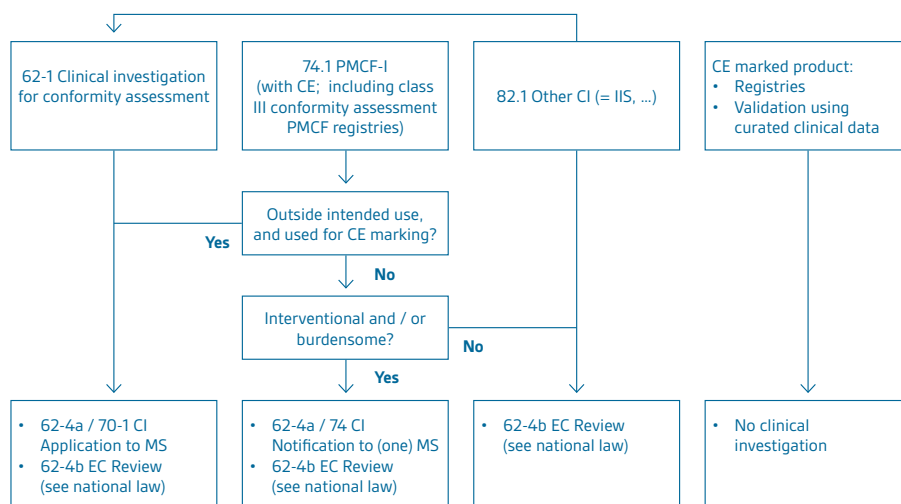 62-1 Clinical investigation
for conformity assessment
74.1 PMCF-I
(with CE; including class
III conformity assessment
PMCF registries)
82.1 Other CI (= IIS, ...)
CE marked product:
• Registries
• Validation using
curated clinical data
Outside intended use,
and used for CE marking?
Yes
No
Interventional and / or
burdensome?
No
Yes
• 62-4a / 70-1 CI
Application to MS
• 62-4b EC Review
(see national law)
• 62-4a / 74 CI
Notification to (one) MS
• 62-4b EC Review
(see national law)
• 62-4b EC Review
(see national law)
• No clinical
investigation